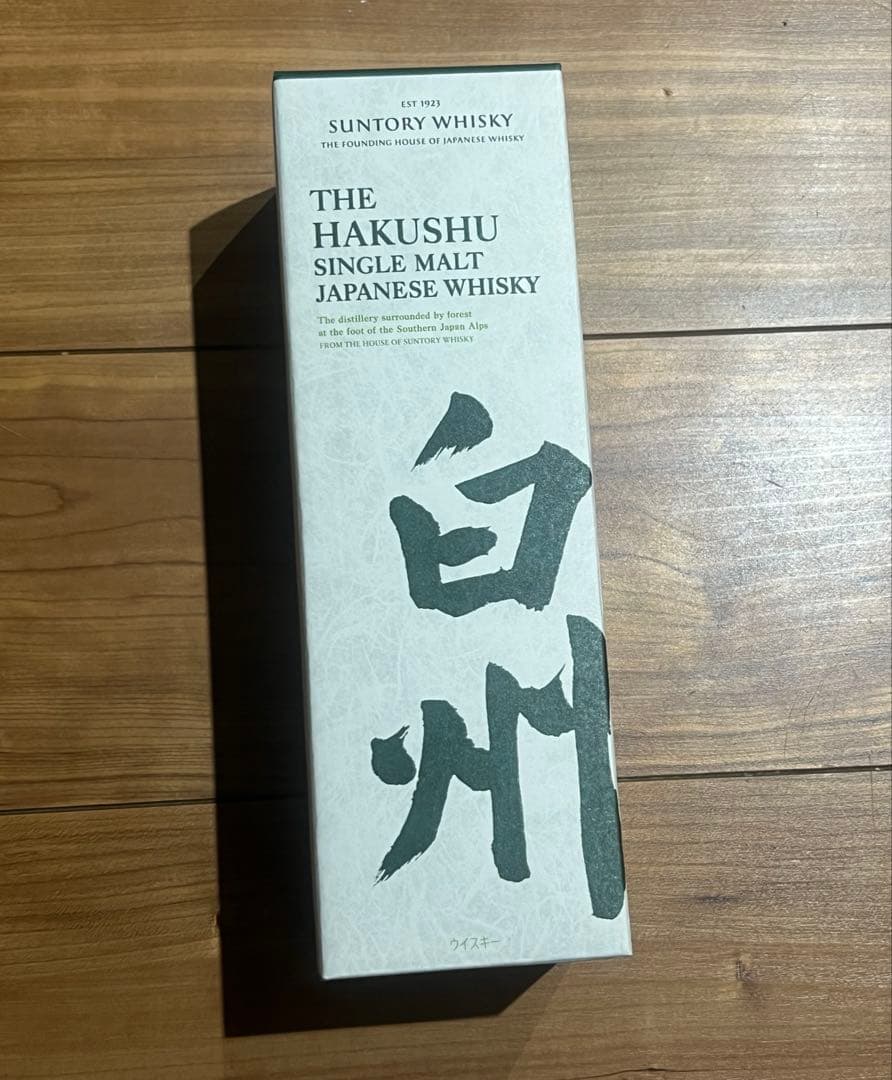 EST 1923
SUNTORY WHISKY
THE FOUNDING HOUSE OF JAPANESE WHISKY
THE
HAKUSHU
SINGLE MALT
JAPANESE WHISKY
The distillery surrounded by forest
at the foot of the Southern Japan Alps
FROM THE HOUSE OF SUNTORY WHISKY
白
州
ウイスキー